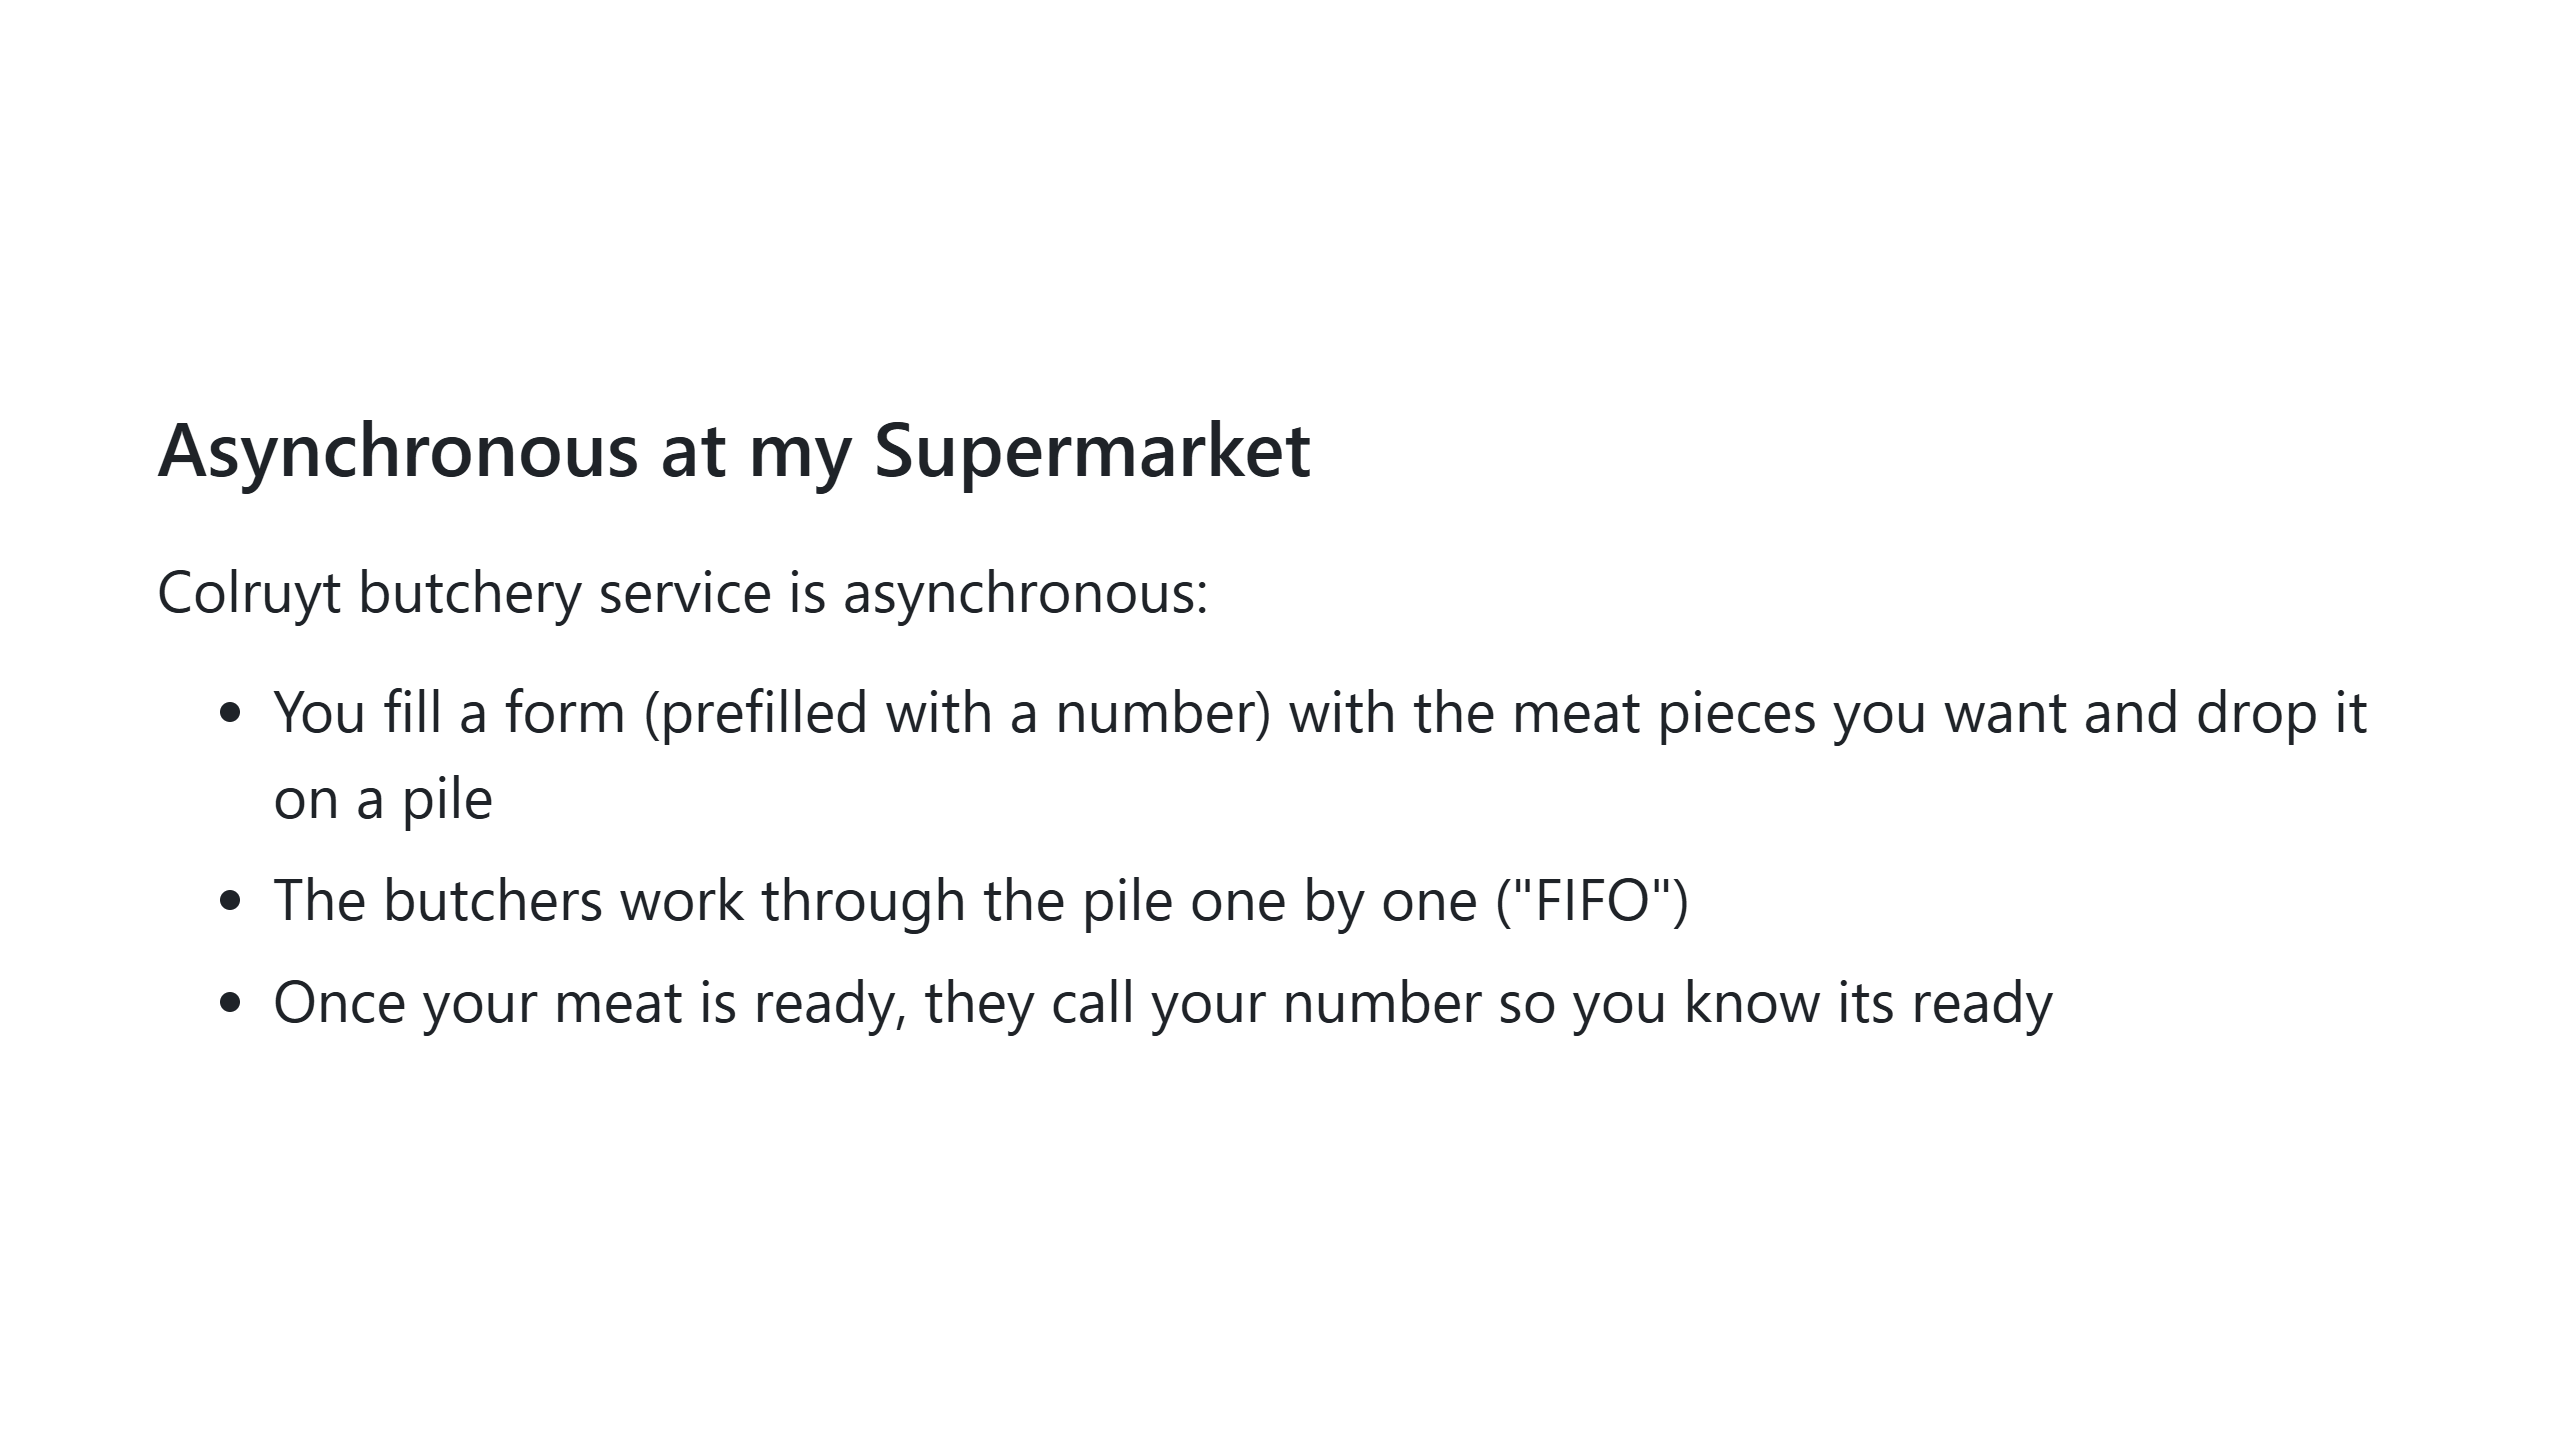 Asynchronous at my Supermarket
Colruyt butchery service is asynchronous:
• You fill a form (prefilled with a number) with the meat pieces you want and drop it
on a pile
• The butchers work through the pile one by one ("FIFO")
• Once your meat is ready, they call your number so you know its ready